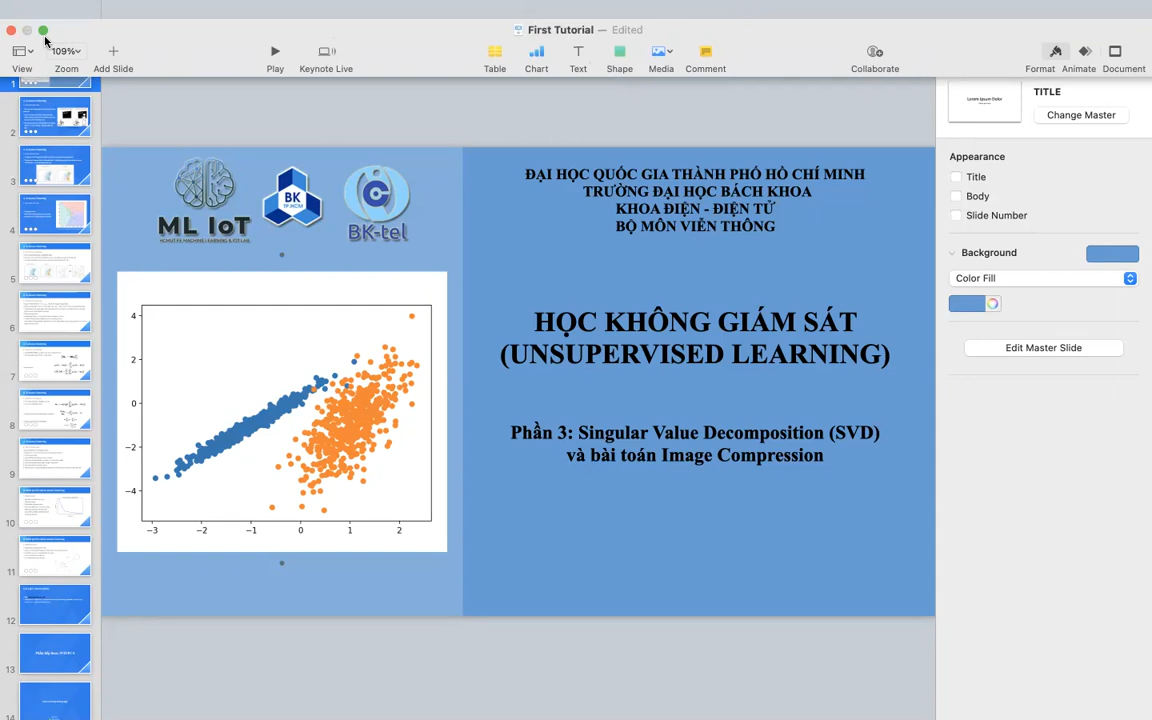 First Tutorial — Edited
View
109%
Zoom
Add Slide
Play
Keynote Live
Table
Chart
Text
Shape
Media
Comment
Collaborate
Format
Animate
Document
1
2
3
4
5
6
7
8
9
10
11
12
13
14
ML IoT
BK
TP.HCM
BK-tel
ĐẠI HỌC QUỐC GIA THÀNH PHỐ HỒ CHÍ MINH
TRƯỜNG ĐẠI HỌC BÁCH KHOA
KHOA ĐIỆN - ĐIỆN TỬ
BỘ MÔN VIỄN THÔNG
HỌC KHÔNG GIÁM SÁT
(UNSUPERVISED LEARNING)
Phần 3: Singular Value Decomposition (SVD)
và bài toán Image Compression
4
2
0
−2
−4
−3
−2
−1
0
1
2
Lorem Ipsum Dolor
TITLE
Change Master
Appearance
Title
Body
Slide Number
Background
Color Fill
Edit Master Slide